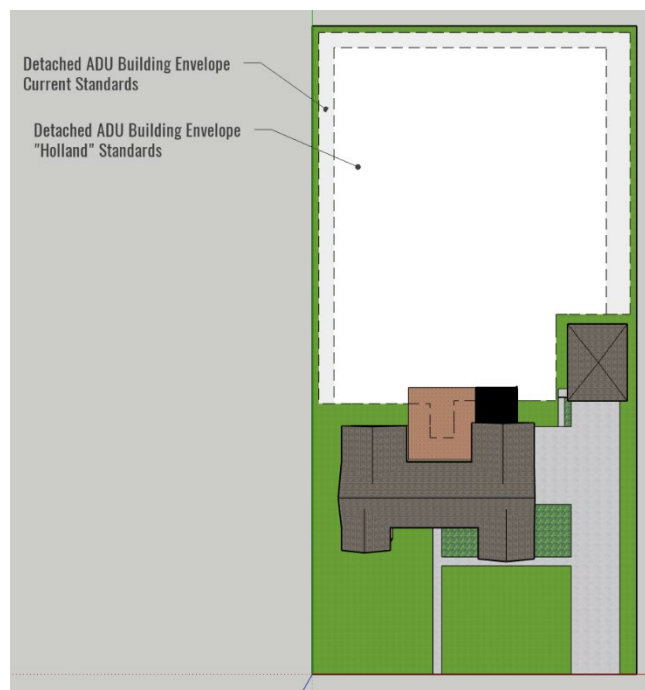 Detached ADU Building Envelope
Current Standards
Detached ADU Building Envelope
"Holland" Standards